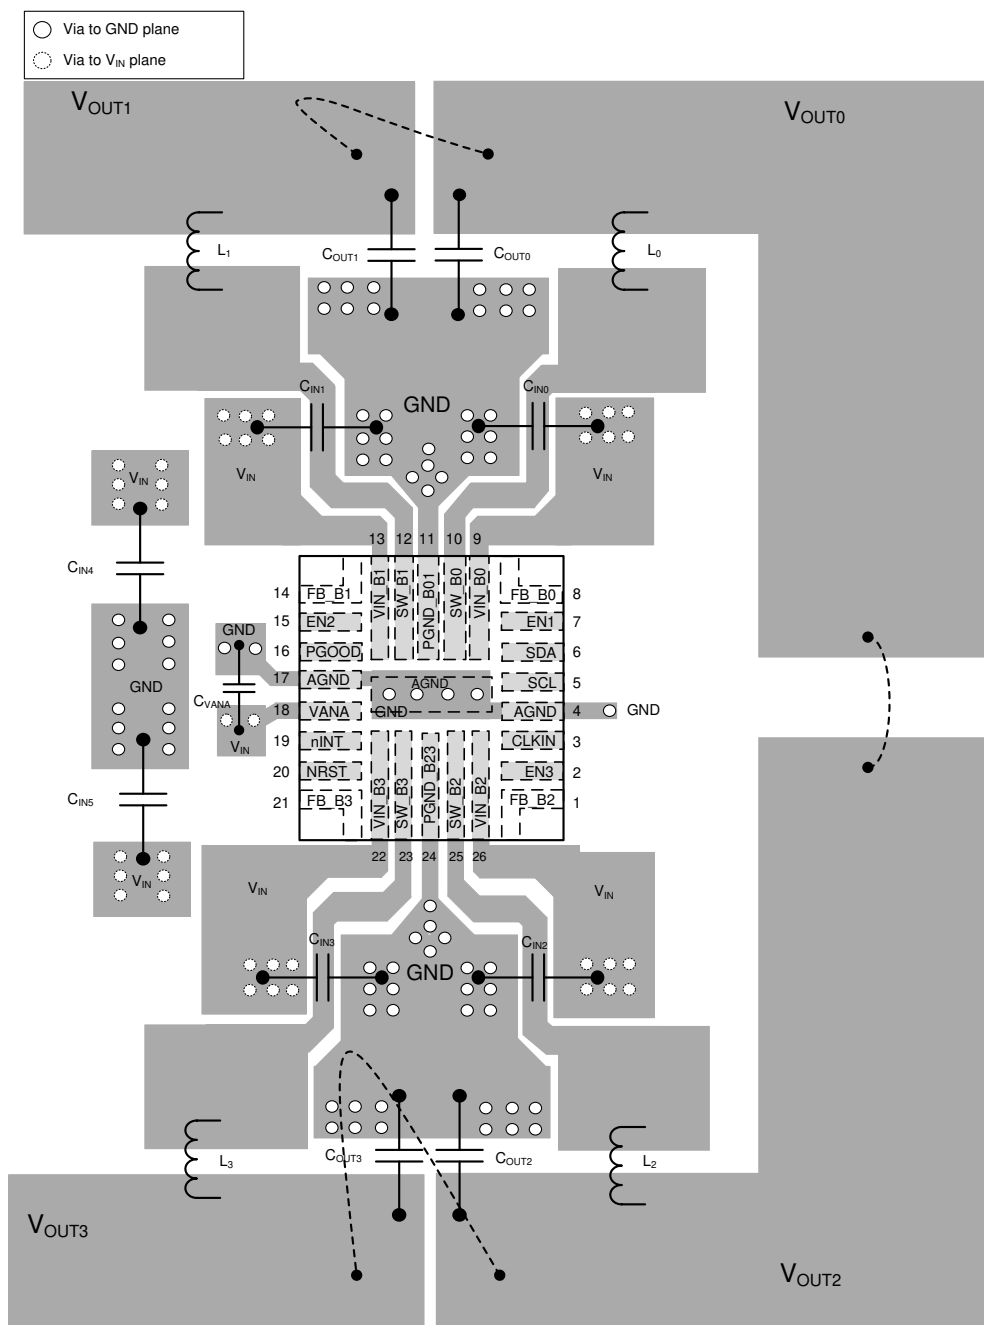 Via to GND plane
Via to VIN plane
VOUT1
VOUT0
L1
COUT1
COUT0
L0
CIN1
GND
CIN0
VIN
VIN
VIN
13 12 11 10 9
CIN4
VIN_B1
SW_B1
PGND_B01
SW_B0
VIN_B0
14 FB_B1
FB_B0 8
15 EN2
EN1 7
GND
16 PGOOD
SDA 6
17 AGND
AGND
SCL 5
GND
CVANA
18 VANA
GND
AGND 4 GND
VIN
19 nINT
CLKIN 3
20 NRST
EN3 2
CIN5
21 FB_B3
FB_B2 1
VIN_B3
SW_B3
PGND_B23
SW_B2
VIN_B2
22 23 24 25 26
VIN
VIN
VIN
CIN3
CIN2
GND
L3
COUT3
COUT2
L2
VOUT3
VOUT2